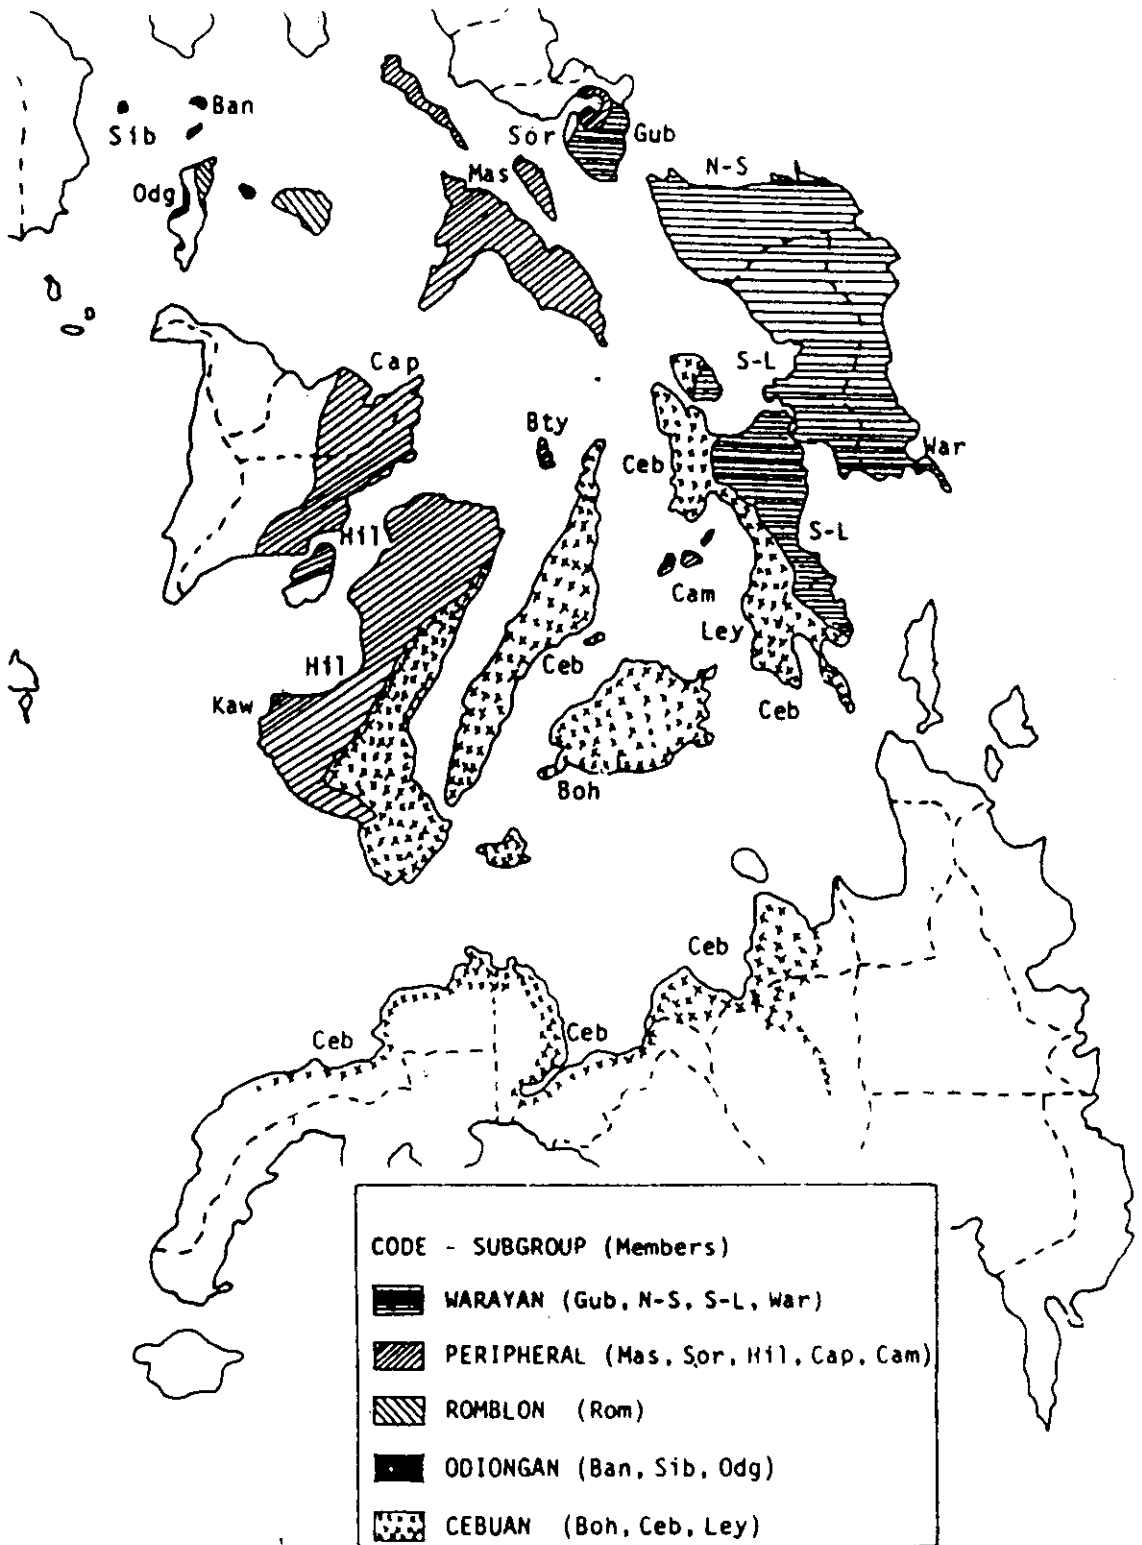 Ban
Sib
Sor
Gub
N-S
Mas
Odg
Cap
S-L
Bty
Ceb
War
Hil
S-L
Cam
Ley
Hil
Ceb
Kaw
Ceb
Boh
Ceb
Ceb
Ceb
CODE - SUBGROUP (Members)
WARAYAN (Gub, N-S, S-L, War)
PERIPHERAL (Mas, Sor, Hil, Cap, Cam)
ROMBLON (Rom)
ODIONGAN (Ban, Sib, Odg)
CEBUAN (Boh, Ceb, Ley)